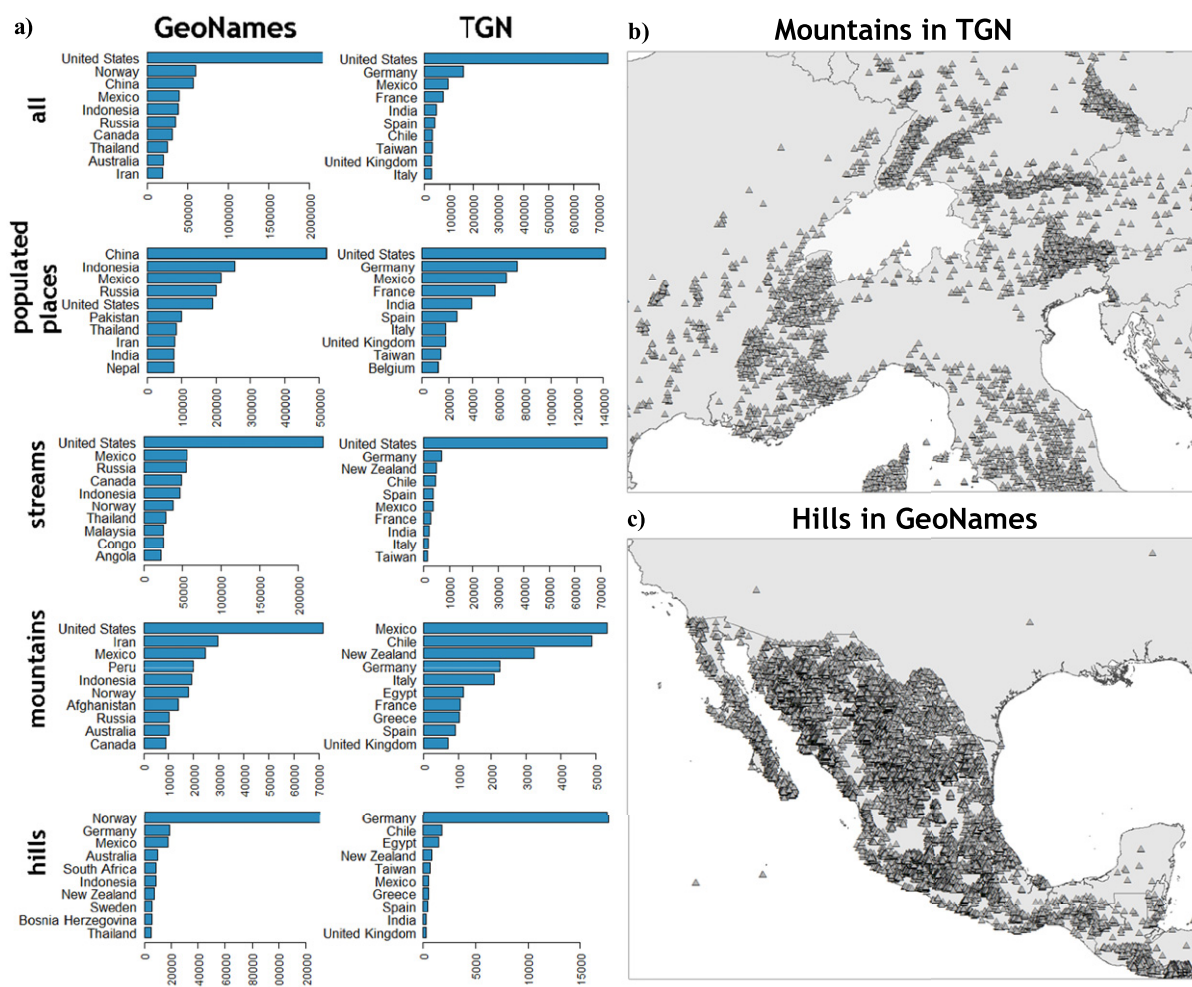 a)
GeoNames
TGN
all
United States
Norway
China
Mexico
Indonesia
Russia
Canada
Thailand
Australia
Iran
0
500000
1000000
1500000
2000000
United States
Germany
Mexico
France
India
Spain
Chile
Taiwan
United Kingdom
Italy
0
100000
200000
300000
400000
500000
600000
700000
populated
places
China
Indonesia
Mexico
Russia
United States
Pakistan
Thailand
Iran
India
Nepal
0
100000
200000
300000
400000
500000
United States
Germany
Mexico
France
India
Spain
Italy
United Kingdom
Taiwan
Belgium
0
20000
40000
60000
80000
100000
120000
140000
streams
United States
Mexico
Russia
Canada
Indonesia
Norway
Thailand
Malaysia
Congo
Angola
0
50000
100000
150000
200000
United States
Germany
New Zealand
Chile
Spain
Mexico
France
India
Italy
Taiwan
0
10000
20000
30000
40000
50000
60000
70000
mountains
United States
Iran
Mexico
Peru
Indonesia
Norway
Afghanistan
Russia
Australia
Canada
0
10000
20000
30000
40000
50000
60000
70000
Mexico
Chile
New Zealand
Germany
Italy
Egypt
France
Greece
Spain
United Kingdom
0
1000
2000
3000
4000
5000
hills
Norway
Germany
Mexico
Australia
South Africa
Indonesia
New Zealand
Sweden
Bosnia Herzegovina
Thailand
0
20000
40000
60000
80000
100000
120000
Germany
Chile
Egypt
New Zealand
Taiwan
Mexico
Greece
Spain
India
United Kingdom
0
5000
10000
15000
b)
Mountains in TGN
c)
Hills in GeoNames